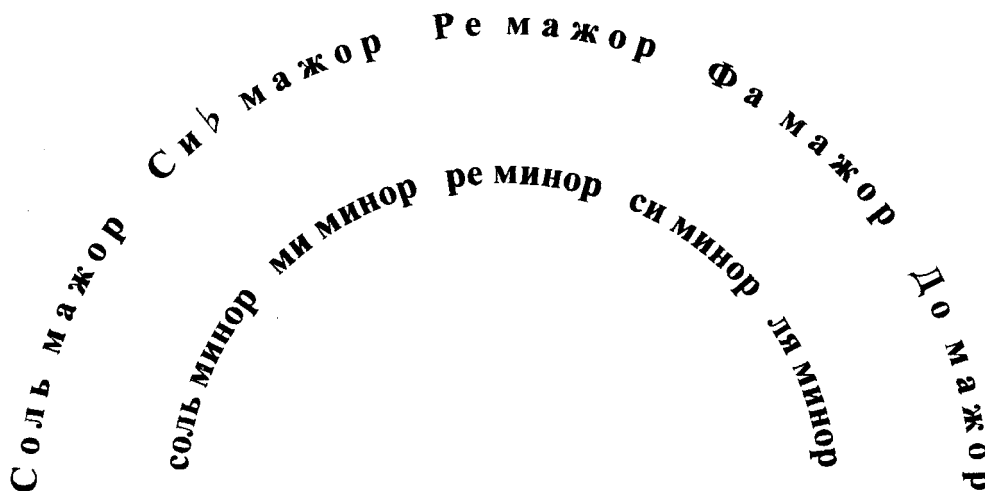 Соль мажор Си♭ мажор Ре мажор Фа мажор До мажор
соль минор ми минор ре минор си минор ля минор